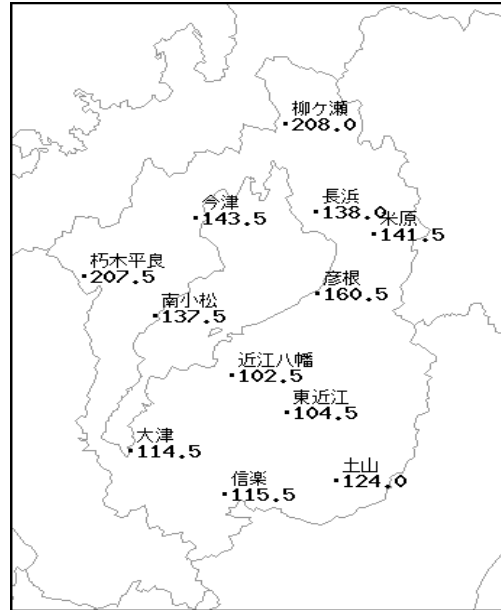 柳ケ瀬
208.0
今津
143.5
長浜
138.0
米原
141.5
朽木平良
207.5
彦根
160.5
南小松
137.5
近江八幡
102.5
東近江
104.5
大津
114.5
土山
124.0
信楽
115.5